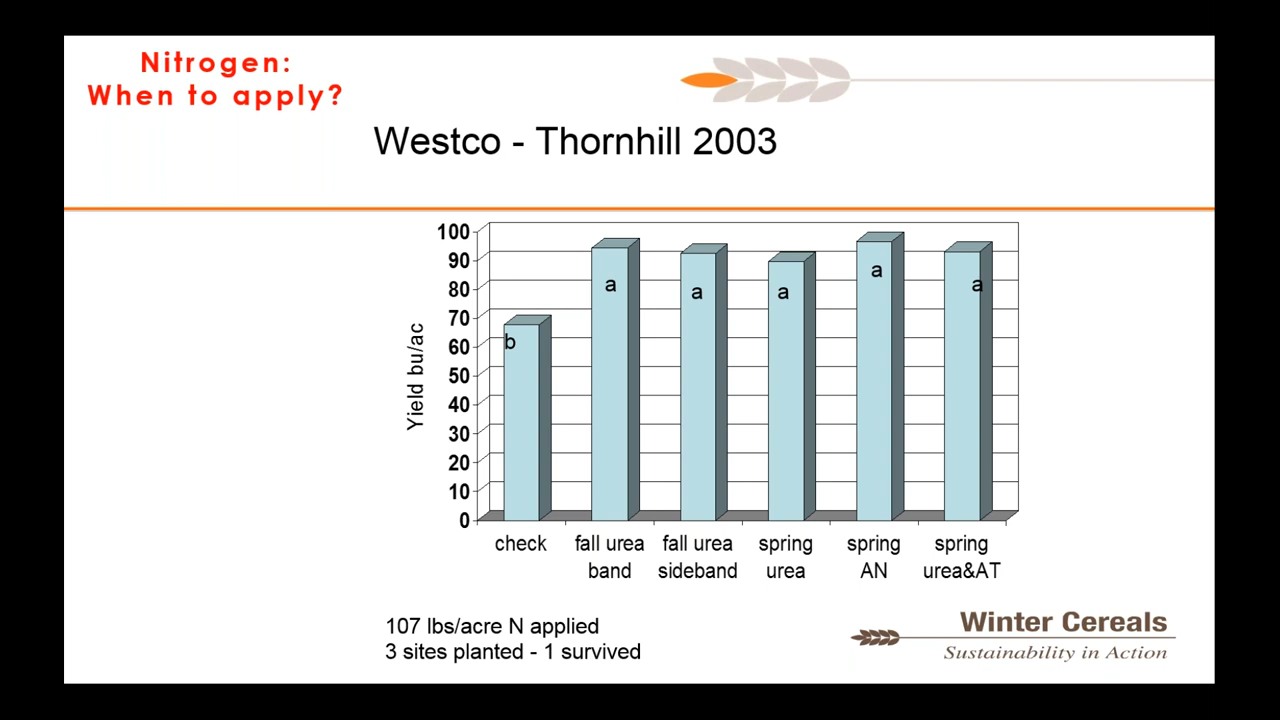 Nitrogen:
When to apply?
Westco - Thornhill 2003
Yield bu/ac
100
90
80
70
60
50
40
30
20
10
0
b
a
a
a
a
a
check
fall urea
band
fall urea
sideband
spring
urea
spring
AN
spring
urea&AT
107 lbs/acre N applied
3 sites planted - 1 survived
Winter Cereals
Sustainability in Action